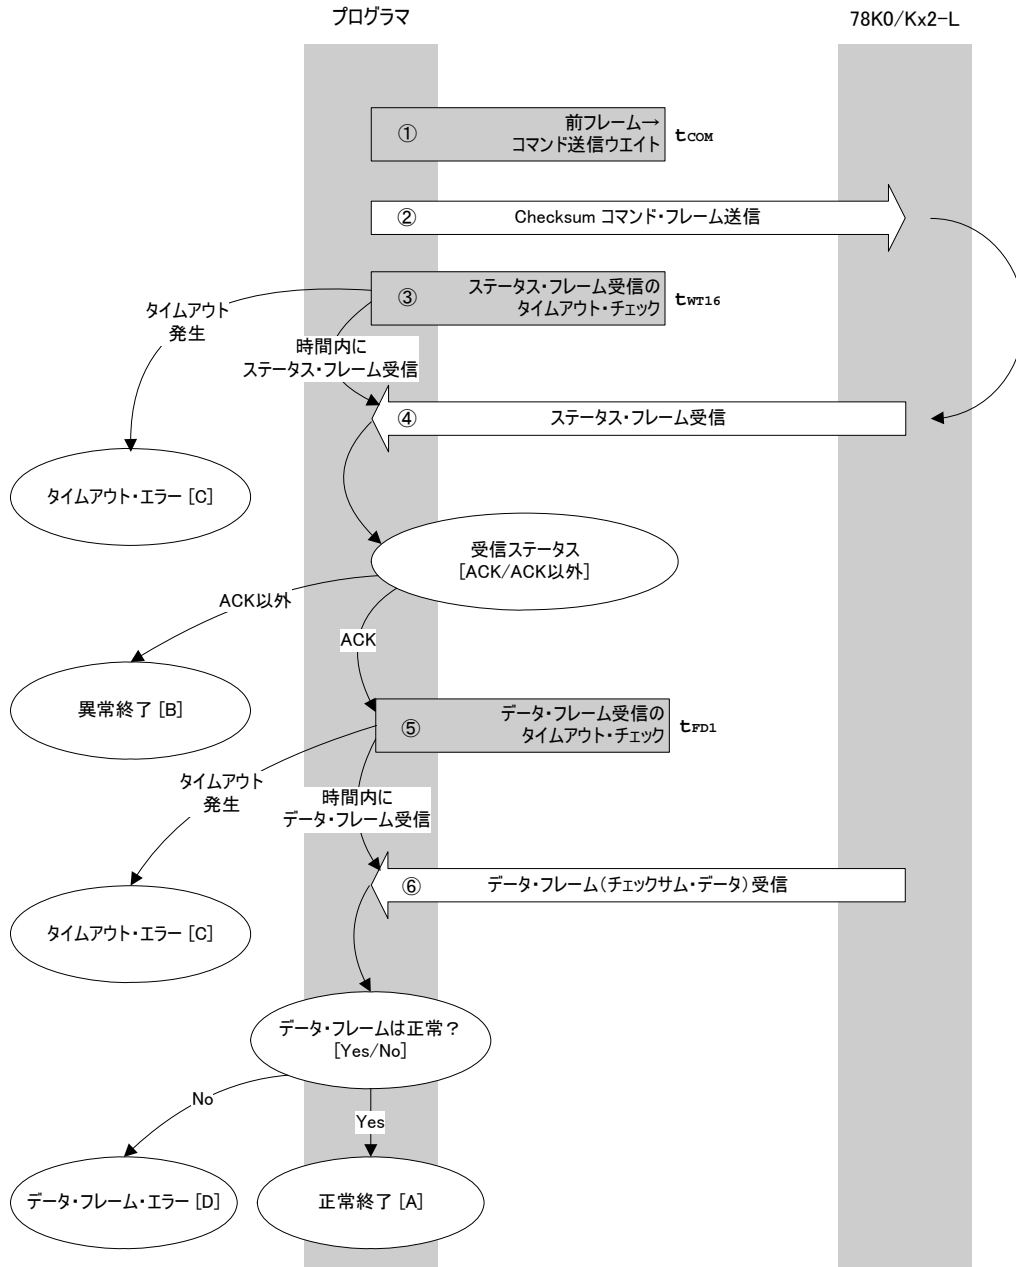 プログラマ
78K0/Kx2-L
①
前フレーム→
コマンド送信ウエイト
tCOM
②
Checksum コマンド・フレーム送信
③
ステータス・フレーム受信の
タイムアウト・チェック
tWT16
タイムアウト
発生
時間内に
ステータス・フレーム受信
④
ステータス・フレーム受信
タイムアウト・エラー [C]
受信ステータス
[ACK/ACK以外]
ACK以外
ACK
異常終了 [B]
⑤
データ・フレーム受信の
タイムアウト・チェック
tFD1
タイムアウト
発生
時間内に
データ・フレーム受信
⑥
データ・フレーム（チェックサム・データ）受信
タイムアウト・エラー [C]
データ・フレームは正常？
[Yes/No]
No
Yes
データ・フレーム・エラー [D]
正常終了 [A]